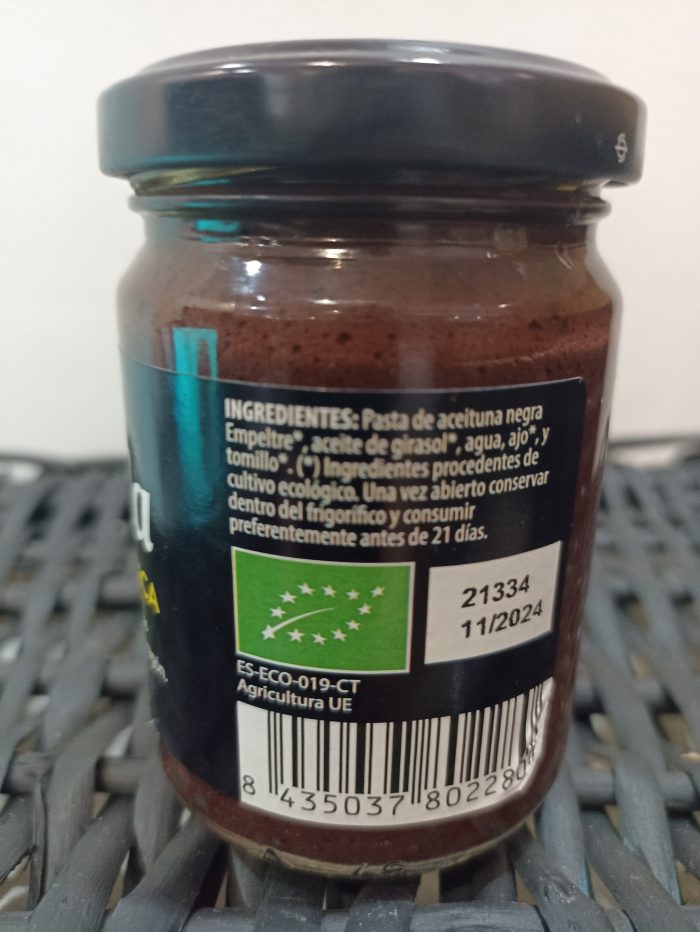 INGREDIENTES: Pasta de aceituna negra
Empeltre*, aceite de girasol*, agua, ajo*, y
tomillo*. (*) Ingredientes procedentes de
cultivo ecológico. Una vez abierto conservar
dentro del frigorífico y consumir
preferentemente antes de 21 días.
21334
11/2024
ES-ECO-019-CT
Agricultura UE
8 435037 80228